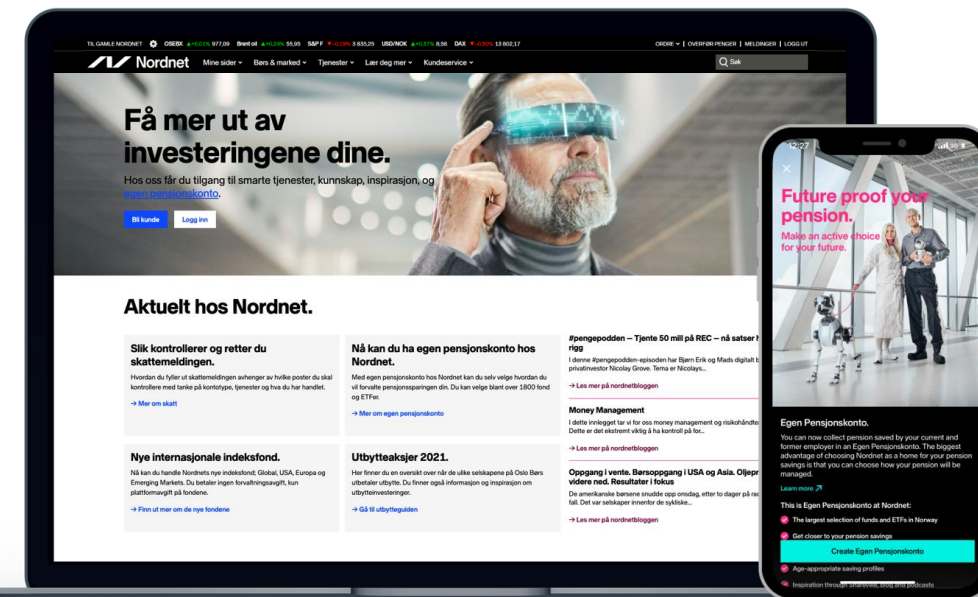 TIL GAMLE NORDNET OSEBX ▲+0,01% 977,09 Brent oil ▲+0,24% 55,95 S&P F ▼-0,19% 3 835,25 USD/NOK ▲+0,37% 8,56 DAX ▼-0,50% 13 602,17 ORDRE | OVERFØR PENGER | MELDINGER | LOGG UT
Nordnet Mine sider Børs & marked Tjenester Lær deg mer Kundeservice Søk
Få mer ut av
investeringene dine.
Hos oss får du tilgang til smarte tjenester, kunnskap, inspirasjon, og
egen pensjonskonto.
Bli kunde Logg inn
Aktuelt hos Nordnet.
Slik kontrollerer og retter du
skattemeldingen.
Hvordan du fyller ut skattemeldingen avhenger av hvilke poster du skal
kontrollere med tanke på kontotype, tjenester og hva du har handlet.
→ Mer om skatt
Nå kan du ha egen pensjonskonto hos
Nordnet.
Med egen pensjonskonto hos Nordnet kan du selv velge hvordan du
vil forvalte pensjonssparingen din. Du kan velge blant over 1800 fond
og ETFer.
→ Mer om egen pensjonskonto
Nye internasjonale indeksfond.
Nå kan du handle Nordnets nye indeksfond; Global, USA, Europa og
Emerging Markets. Du betaler ingen forvaltningsavgift, kun
plattformavgift på fondene.
→ Finn ut mer om de nye fondene
Utbytteaksjer 2021.
Her finner du en oversikt over når de ulike selskapene på Oslo Børs
utbetaler utbytte. Du finner også informasjon og inspirasjon om
utbytteinvesteringer.
→ Gå til utbytteguiden
#pengepodden – Tjente 50 mill på REC – nå satser
rigg
I denne #pengepodden-episoden har Bjørn Erik og Mads digitalt
privatinvestor Nicolay Grove. Tema er Nicolays...
→ Les mer på nordnetbloggen
Money Management
I dette innlegget tar vi for oss money management og
Dette er det ekstremt viktig å ha kontroll på for...
→ Les mer på nordnetbloggen
Oppgang i vente. Børsoppgang i USA og Asia.
videre ned. Resultater i fokus
De amerikanske børsene snudde opp onsdag, etter to dager på
fall. Det var selskaper innenfor de sykliske...
→ Les mer på nordnetbloggen
12:27
Future proof your
pension.
Make an active choice
for your future.
Egen Pensjonskonto.
You can now collect pension saved by your current and
former employer in an Egen Pensjonskonto. The biggest
advantage of choosing Nordnet as a home for your pension
savings is that you can choose how your pension will be
managed.
Learn more
This is Egen Pensjonskonto at Nordnet:
The largest selection of funds and ETFs in Norway
Get closer to your pension savings
Create Egen Pensjonskonto
Age-appropriate saving profiles
Inspiration through Shareville, blog and podcasts